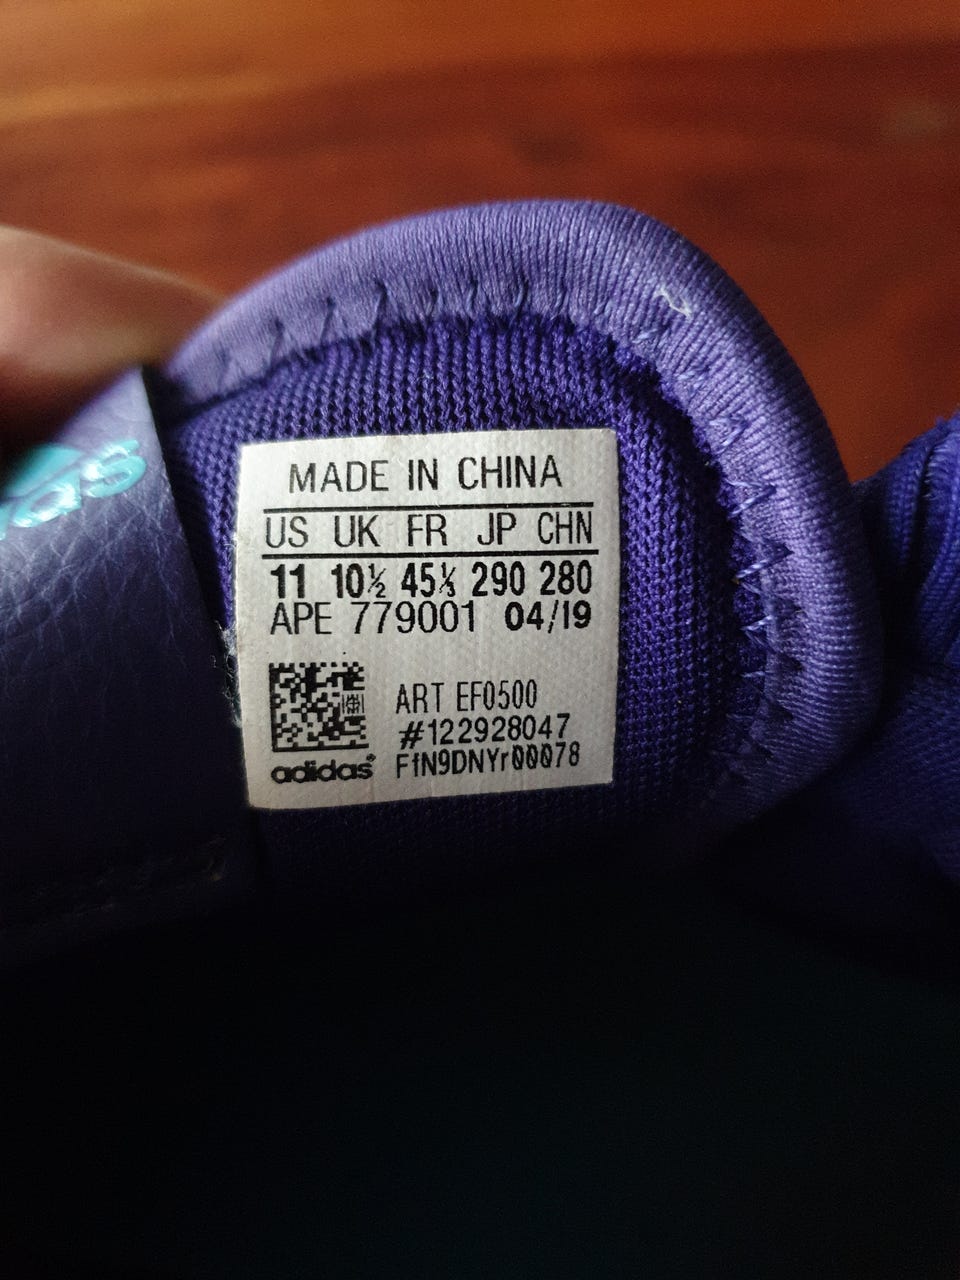 MADE IN CHINA
US UK FR JP CHN
11 10½ 45⅓ 290 280
APE 779001 04/19
ART EF0500
#122928047
FfN9DNYr00078
adidas